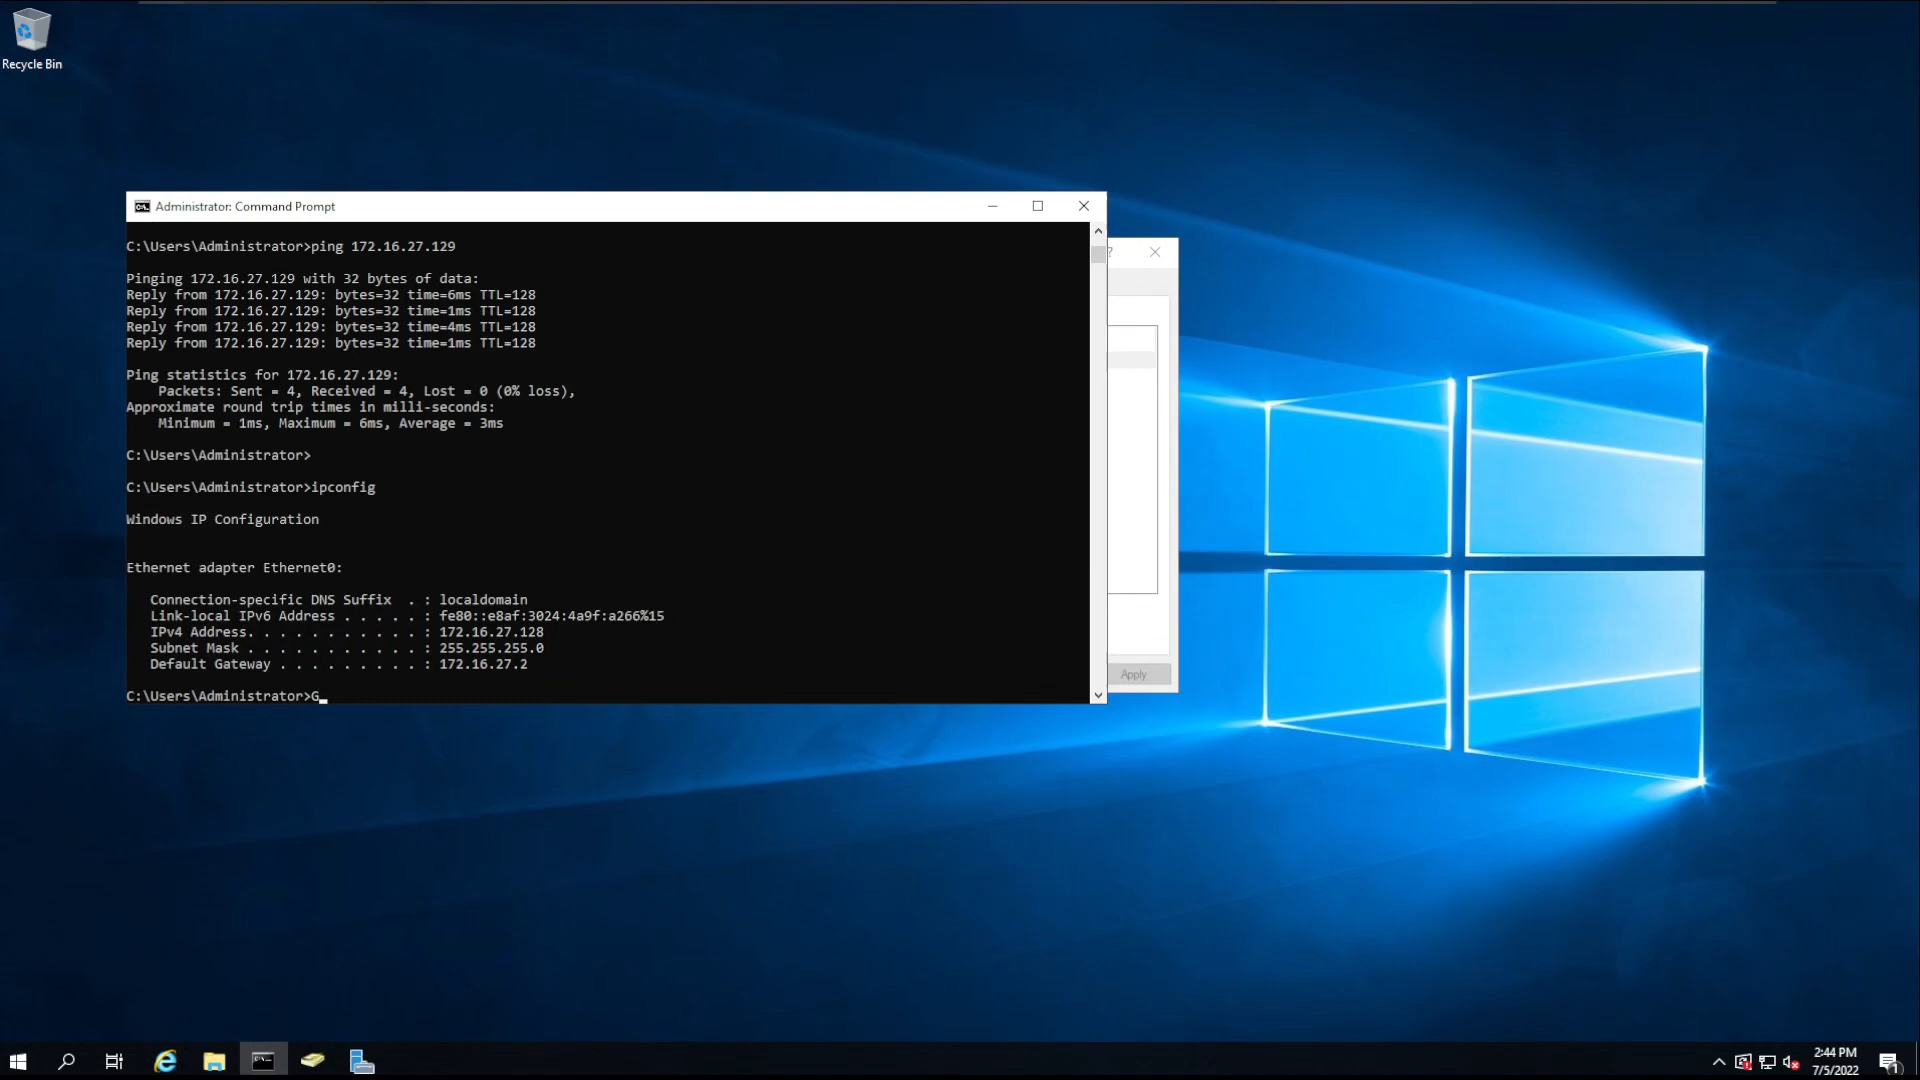 Recycle Bin
Administrator: Command Prompt
C:\Users\Administrator>ping 172.16.27.129
Pinging 172.16.27.129 with 32 bytes of data:
Reply from 172.16.27.129: bytes=32 time=6ms TTL=128
Reply from 172.16.27.129: bytes=32 time=1ms TTL=128
Reply from 172.16.27.129: bytes=32 time=4ms TTL=128
Reply from 172.16.27.129: bytes=32 time=1ms TTL=128
Ping statistics for 172.16.27.129:
Packets: Sent = 4, Received = 4, Lost = 0 (0% loss),
Approximate round trip times in milli-seconds:
Minimum = 1ms, Maximum = 6ms, Average = 3ms
C:\Users\Administrator>
C:\Users\Administrator>ipconfig
Windows IP Configuration
Ethernet adapter Ethernet0:
Connection-specific DNS Suffix  . : localdomain
Link-local IPv6 Address . . . . . : fe80::e8af:3024:4a9f:a266%15
IPv4 Address. . . . . . . . . . . : 172.16.27.128
Subnet Mask . . . . . . . . . . . : 255.255.255.0
Default Gateway . . . . . . . . . : 172.16.27.2
C:\Users\Administrator>G_
?
Apply
2:44 PM
7/5/2022
1